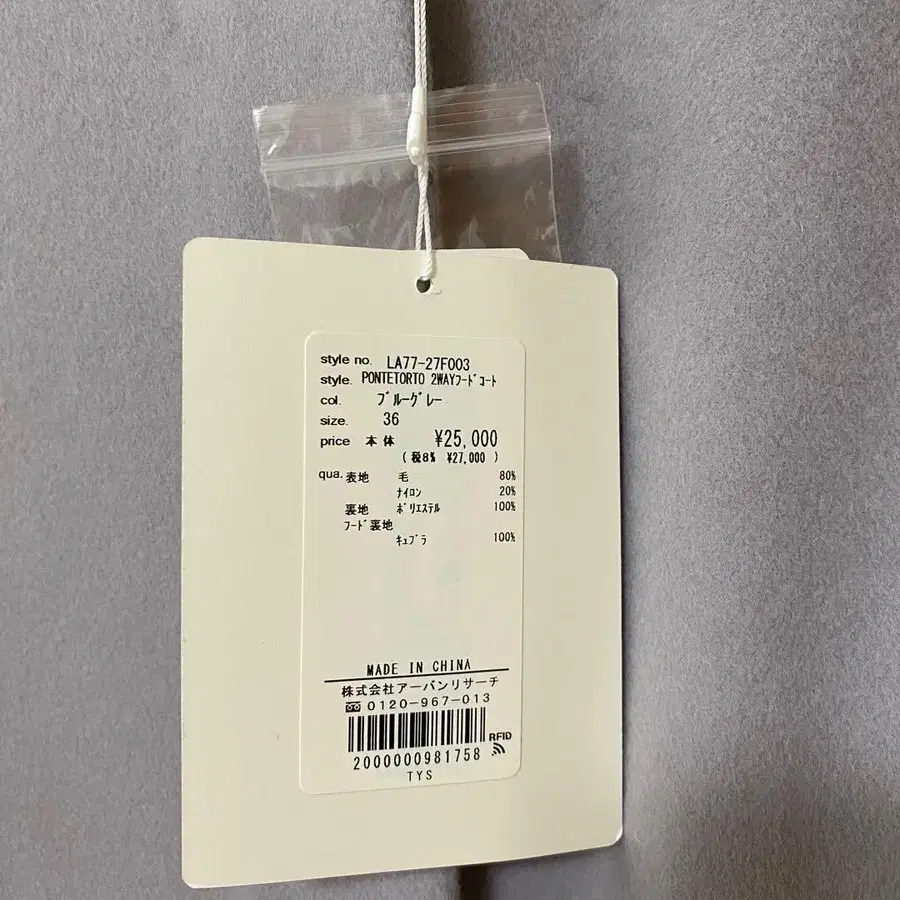 style no. LA77-27F003
style. PONTETORTO 2WAYﾌｰﾄﾞｺｰﾄ
col. ﾌﾞﾙｰｸﾞﾚｰ
size. 36
price 本体 ¥25,000
( 税8% ¥27,000 )
qua. 表地 毛 80%
ﾅｲﾛﾝ 20%
裏地 ﾎﾟﾘｴｽﾃﾙ 100%
ﾌｰﾄﾞ裏地
ｷｭﾌﾟﾗ 100%
MADE IN CHINA
株式会社アーバンリサーチ
0120-967-013
RFID
2000000981758
TYS